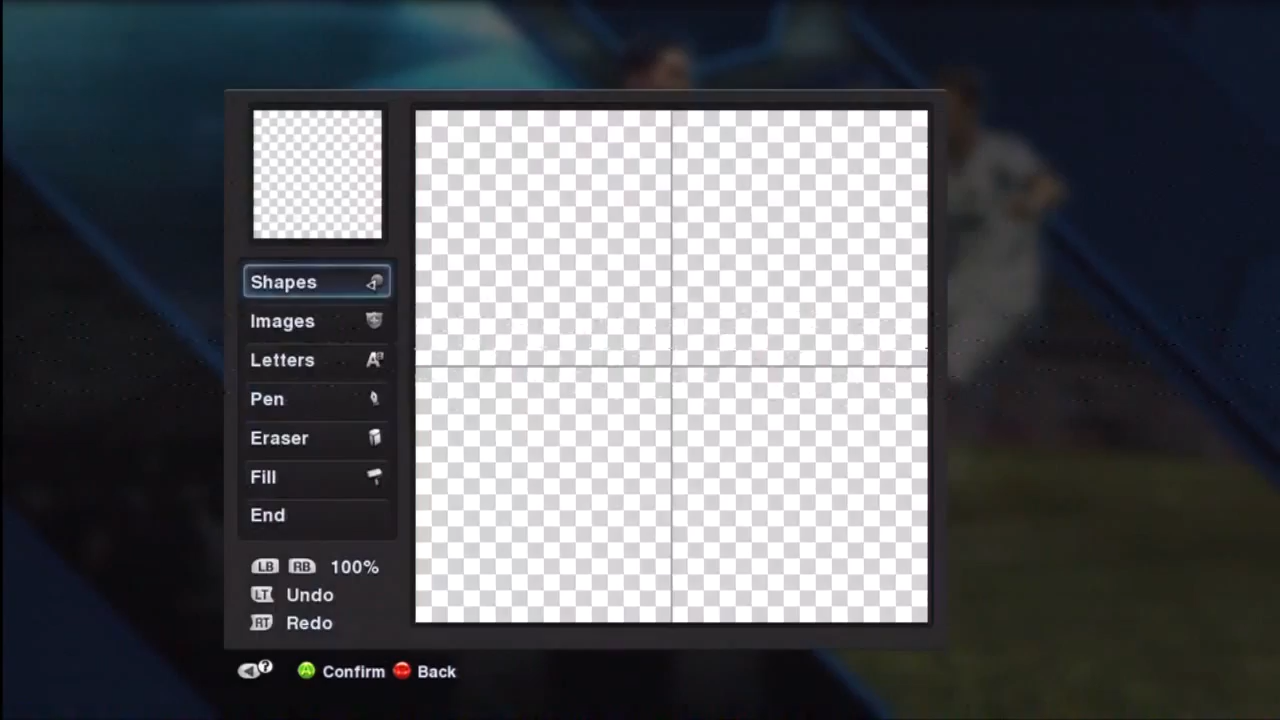 Shapes
Images
Letters
Pen
Eraser
Fill
End
LB RB 100%
LT Undo
RT Redo
? A Confirm Back